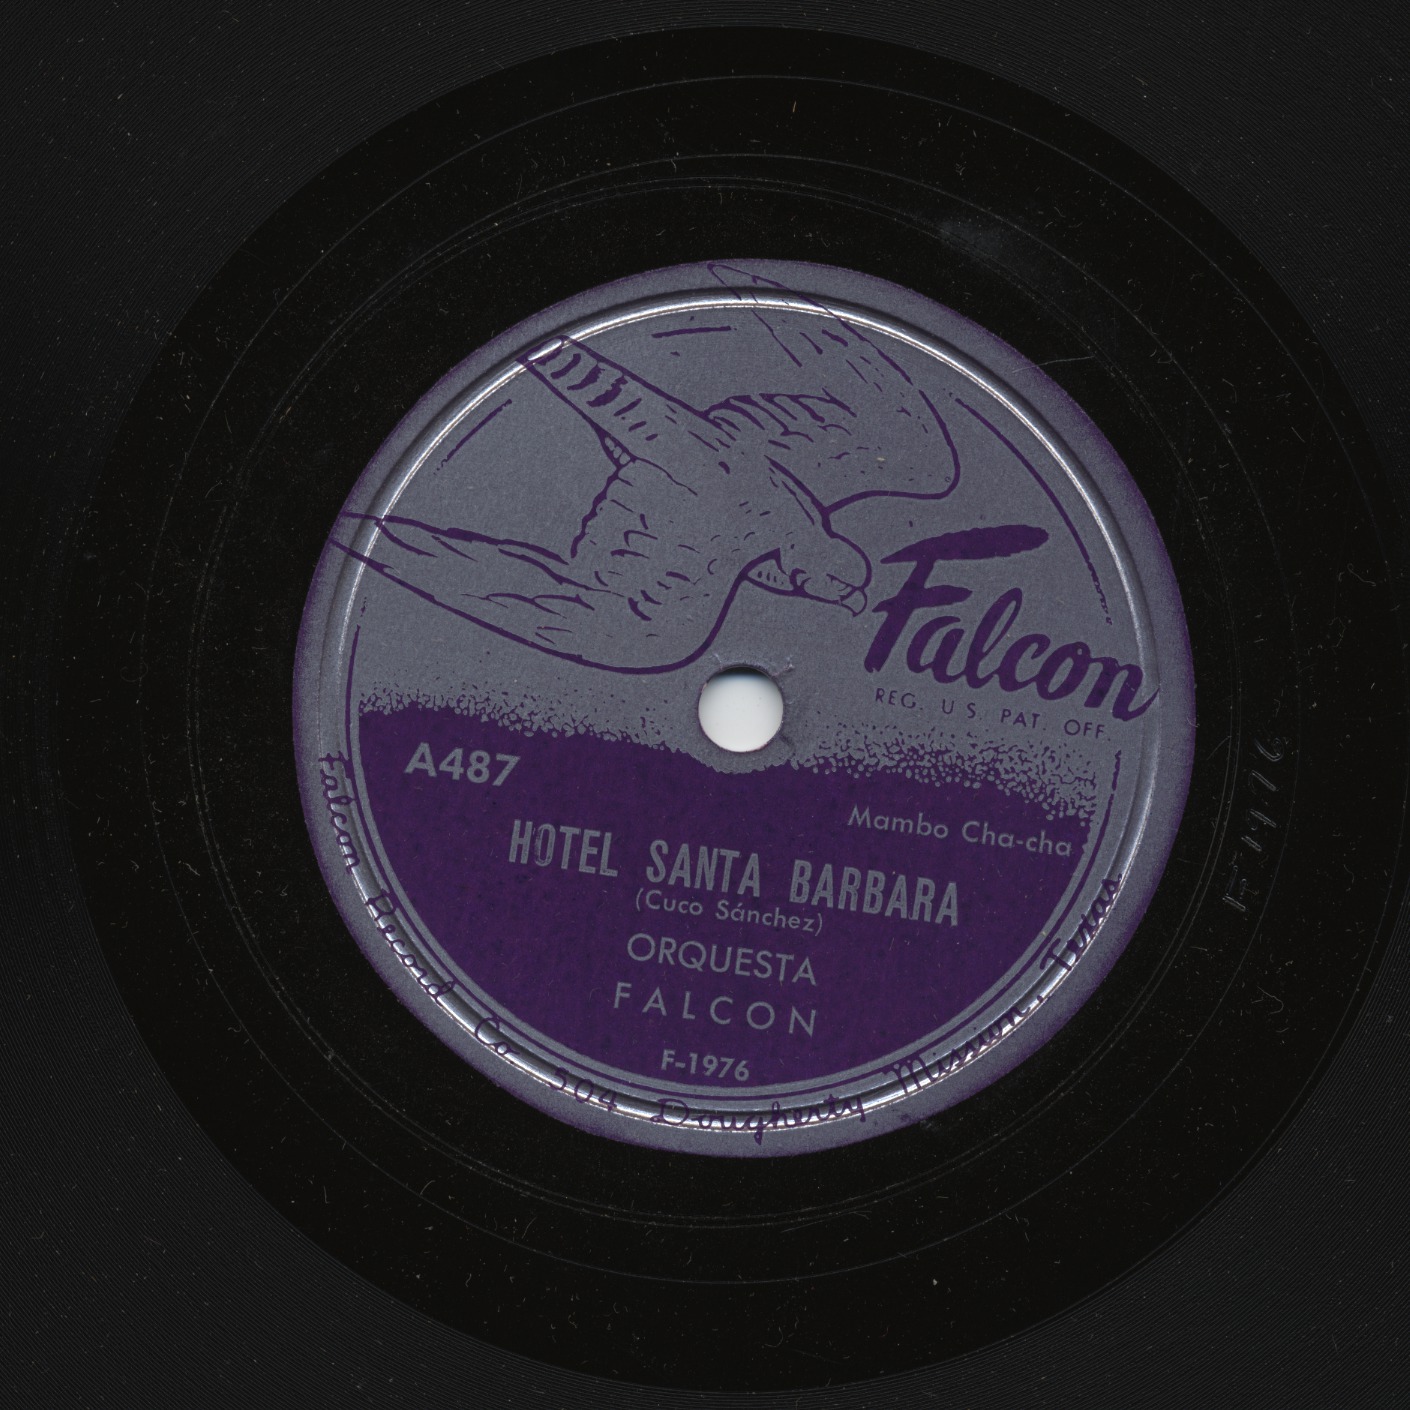 Falcon
REG. U.S. PAT. OFF.
A487
Mambo Cha-cha
HOTEL SANTA BARBARA
(Cuco Sánchez)
ORQUESTA
FALCON
F-1976
Falcon Record Co 504 Dougherty Mission, Texas
F 1976